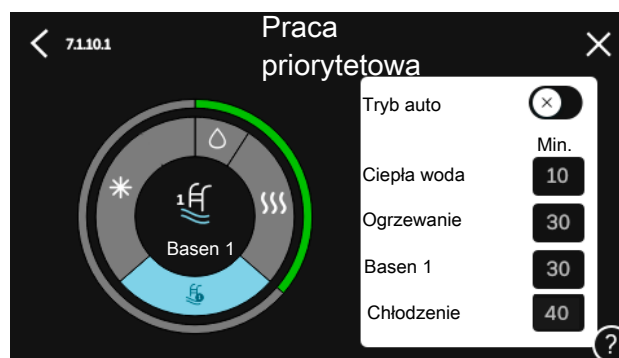 7.1.10.1
Praca
priorytetowa
Tryb auto
Min.
Ciepła woda 10
Ogrzewanie 30
Basen 1 30
Chłodzenie 40
1
Basen 1
?